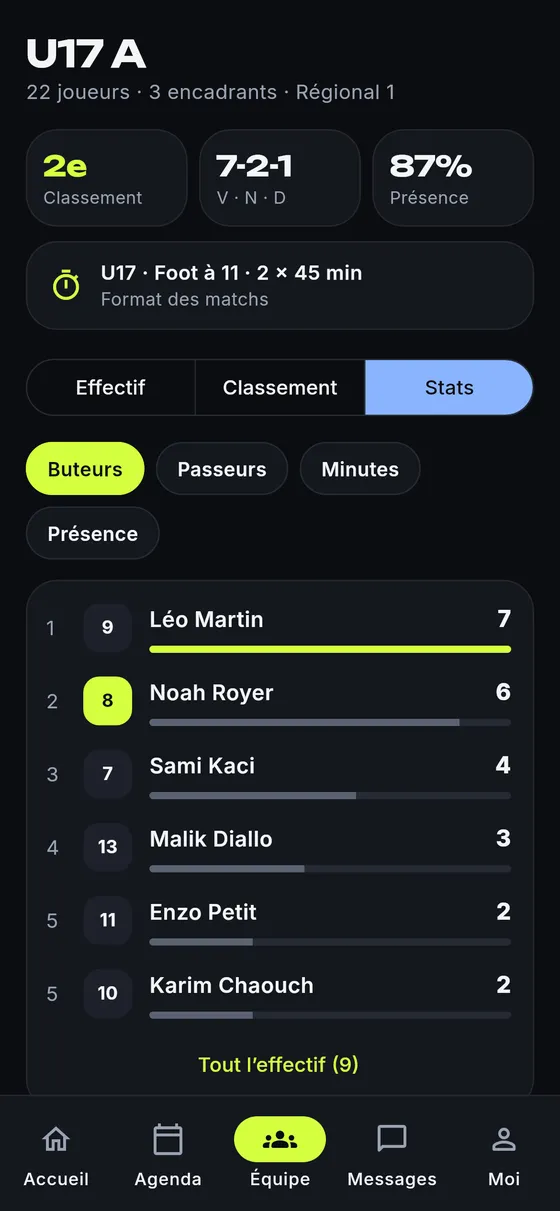 U17 A
22 joueurs · 3 encadrants · Régional 1
2e
Classement
7-2-1
V · N · D
87%
Présence
U17 · Foot à 11 · 2 × 45 min
Format des matchs
Effectif
Classement
Stats
Buteurs
Passeurs
Minutes
Présence
1 9 Léo Martin 7
2 8 Noah Royer 6
3 7 Sami Kaci 4
4 13 Malik Diallo 3
5 11 Enzo Petit 2
5 10 Karim Chaouch 2
Tout l’effectif (9)
Accueil
Agenda
Équipe
Messages
Moi